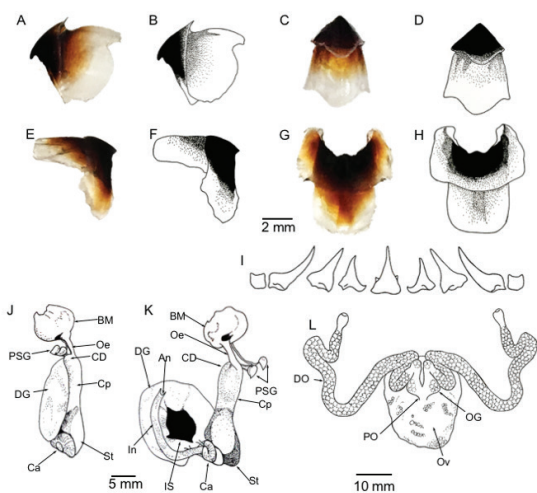 A
B
C
D
E
F
G
H
2 mm
I
J
BM
Oe
CD
PSG
DG
Cp
Ca
St
5 mm
K
BM
Oe
An
CD
DG
PSG
Cp
In
IS
Ca
St
L
DO
PO
OG
Ov
10 mm